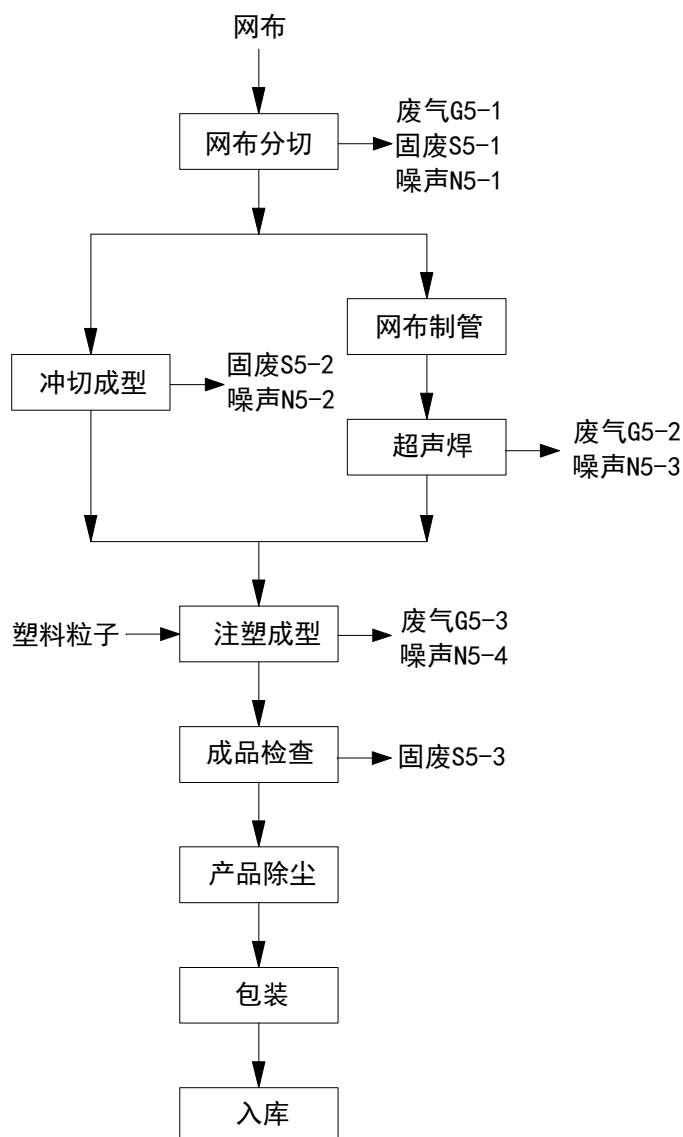 网布
网布分切
废气G5-1
固废S5-1
噪声N5-1
网布制管
冲切成型
固废S5-2
噪声N5-2
超声焊
废气G5-2
噪声N5-3
塑料粒子
注塑成型
废气G5-3
噪声N5-4
成品检查
固废S5-3
产品除尘
包装
入库